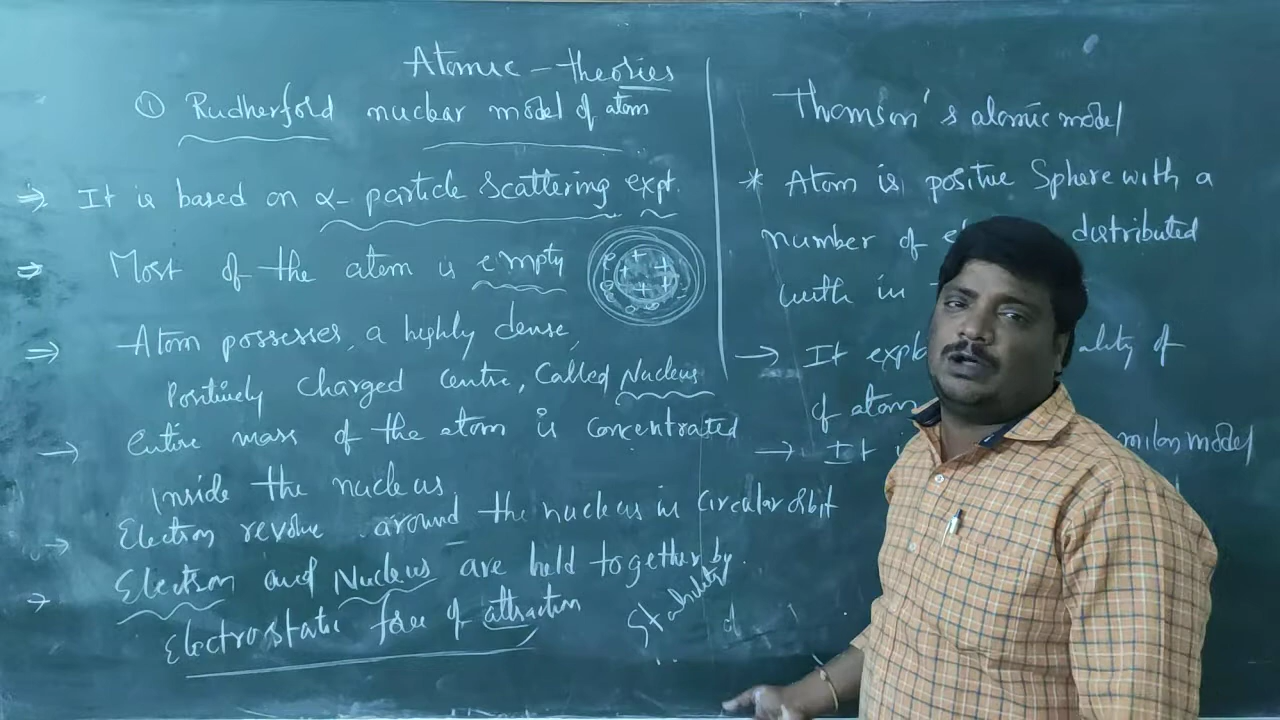 Atomic - theories
① Rudherfold nuclear model of atom
⇒ It is based on α- particle Scattering expt.
⇒ Most of the atom is empty
⇒ Atom possesses, a highly dense,
Positively charged centre, Called Nucleus
→ Entire mass of the atom is concentrated
Inside the nucleus
→ Electron revolve around the nucleus in circular orbit
→ Electron and Nucleus are held together by
Electrostatic force of attraction
Stability
Thomson's atomic model
* Atom is positive Sphere with a
number of distributed
with in
→ It
of
of atom
→ It model